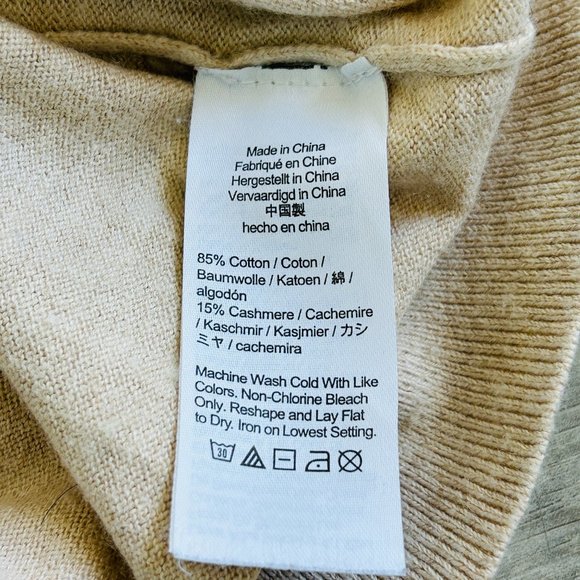 Made in China
Fabriqué en Chine
Hergestellt in China
Vervaardigd in China
中国製
hecho en china
85% Cotton / Coton /
Baumwolle / Katoen / 綿 /
algodón
15% Cashmere / Cachemire
/ Kaschmir / Kasjmier / カシ
ミヤ / cachemira
Machine Wash Cold With Like
Colors. Non-Chlorine Bleach
Only. Reshape and Lay Flat
to Dry. Iron on Lowest Setting.
30